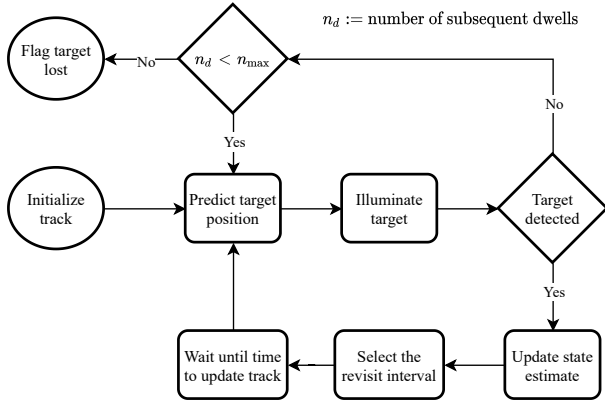 n_d := number of subsequent dwells
Flag target
lost
No
n_d < n_max
No
Yes
Initialize
track
Predict target
position
Illuminate
target
Target
detected
Yes
Wait until time
to update track
Select the
revisit interval
Update state
estimate